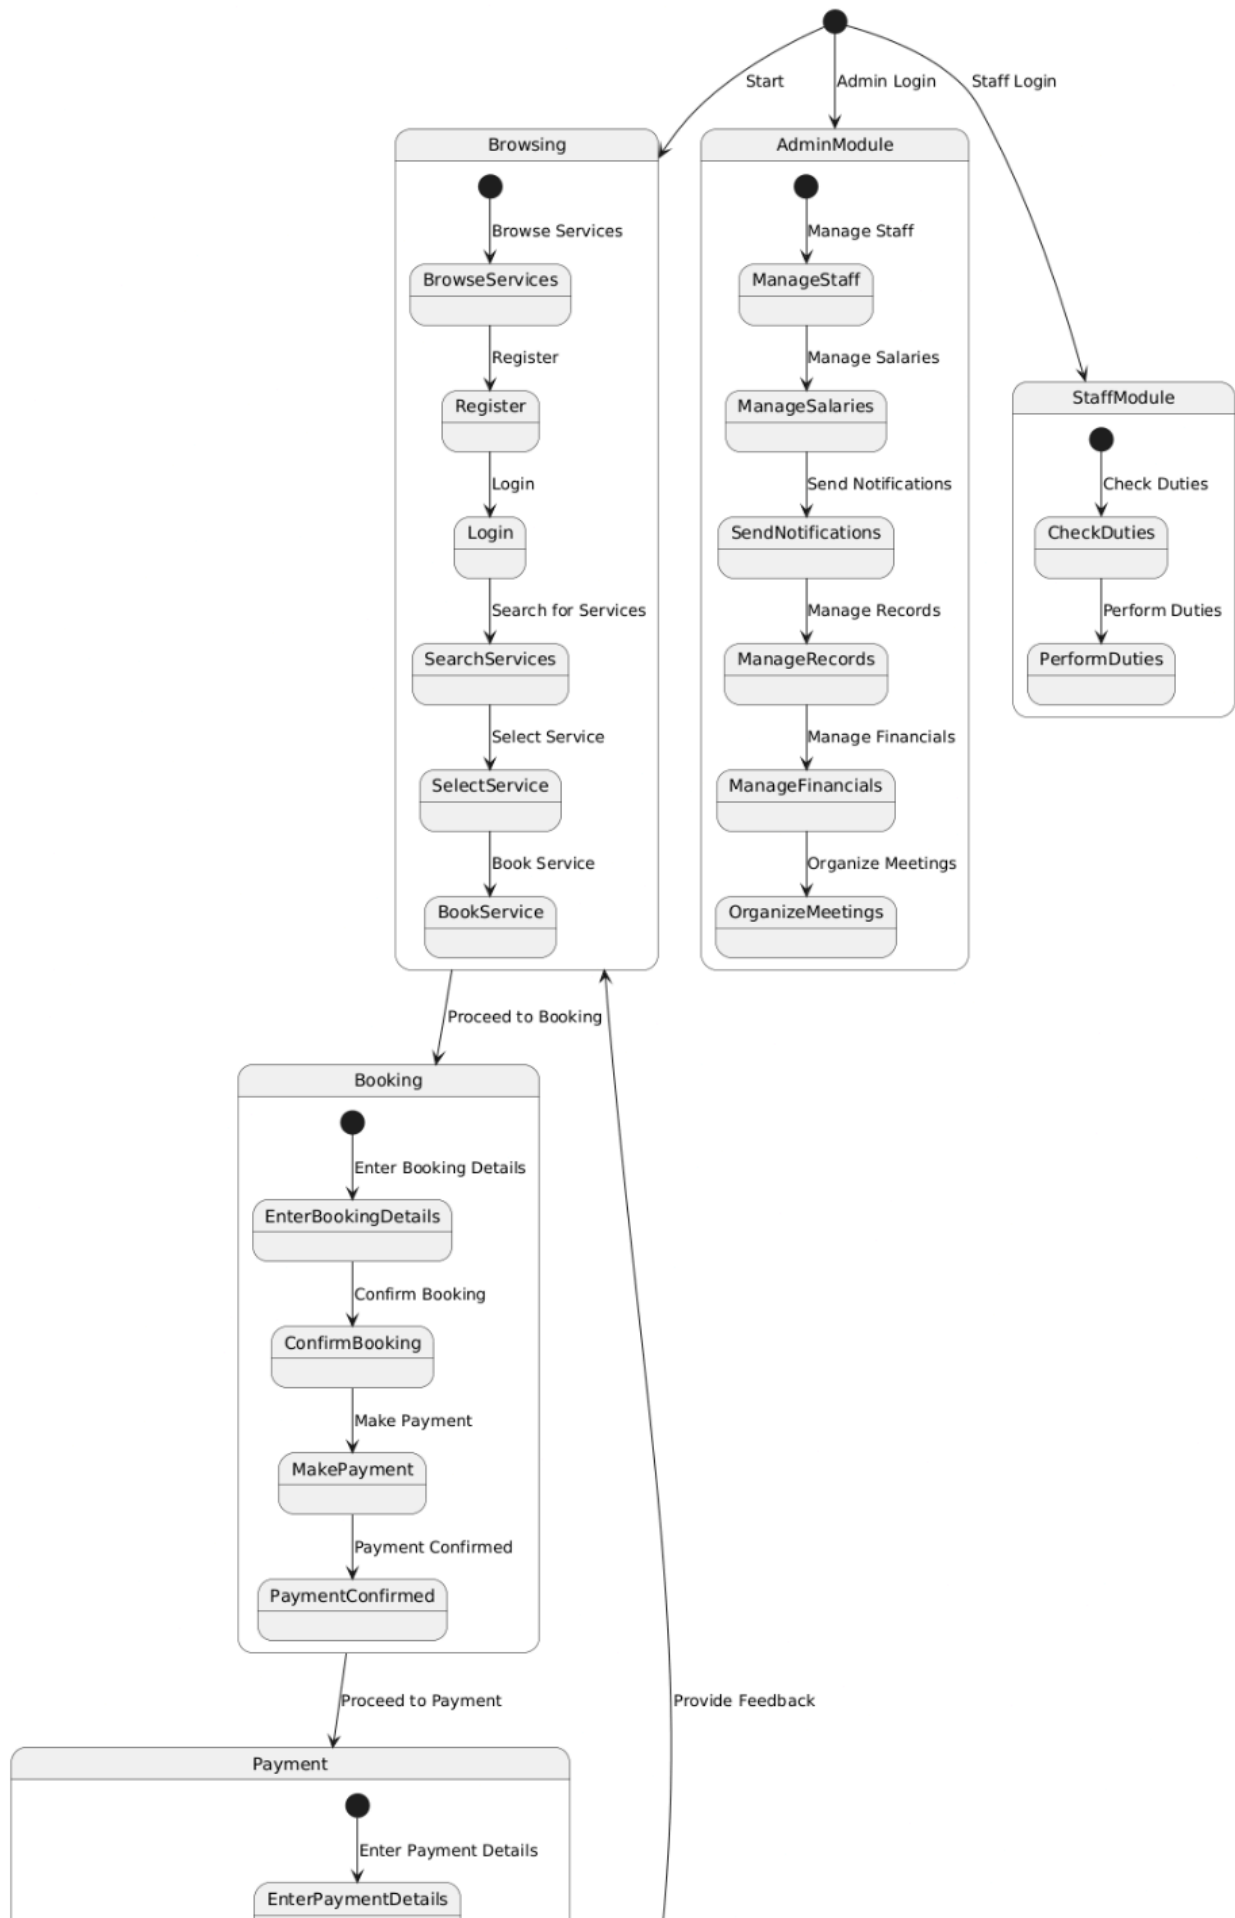 Start
Admin Login
Staff Login
Browsing
Browse Services
BrowseServices
Register
Register
Login
Login
Search for Services
SearchServices
Select Service
SelectService
Book Service
BookService
AdminModule
Manage Staff
ManageStaff
Manage Salaries
ManageSalaries
Send Notifications
SendNotifications
Manage Records
ManageRecords
Manage Financials
ManageFinancials
Organize Meetings
OrganizeMeetings
StaffModule
Check Duties
CheckDuties
Perform Duties
PerformDuties
Proceed to Booking
Booking
Enter Booking Details
EnterBookingDetails
Confirm Booking
ConfirmBooking
Make Payment
MakePayment
Payment Confirmed
PaymentConfirmed
Proceed to Payment
Provide Feedback
Payment
Enter Payment Details
EnterPaymentDetails